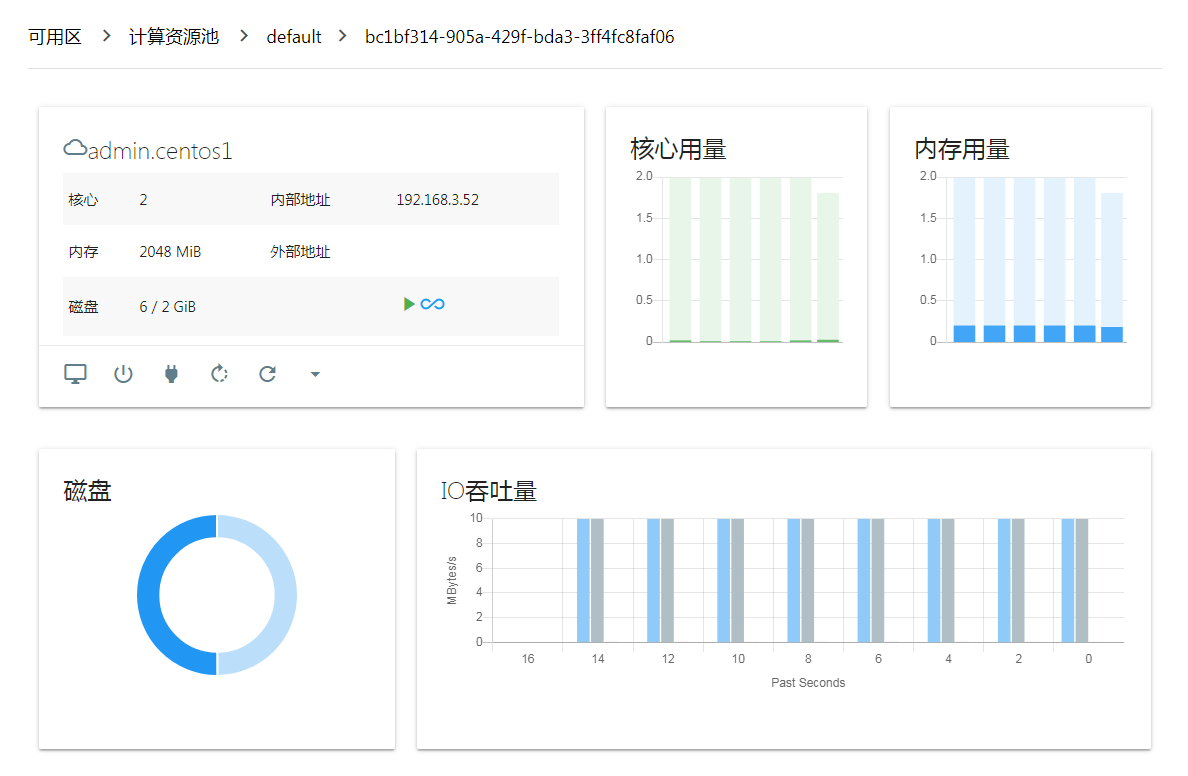 可用区 > 计算资源池 > default > bc1bf314-905a-429f-bda3-3ff4fc8faf06
admin.centos1
核心 2 内部地址 192.168.3.52
内存 2048 MiB 外部地址
磁盘 6 / 2 GiB
核心用量
2.0
1.5
1.0
0.5
0
内存用量
2.0
1.5
1.0
0.5
0
磁盘
IO吞吐量
MBytes/s
10
8
6
4
2
0
16 14 12 10 8 6 4 2 0
Past Seconds